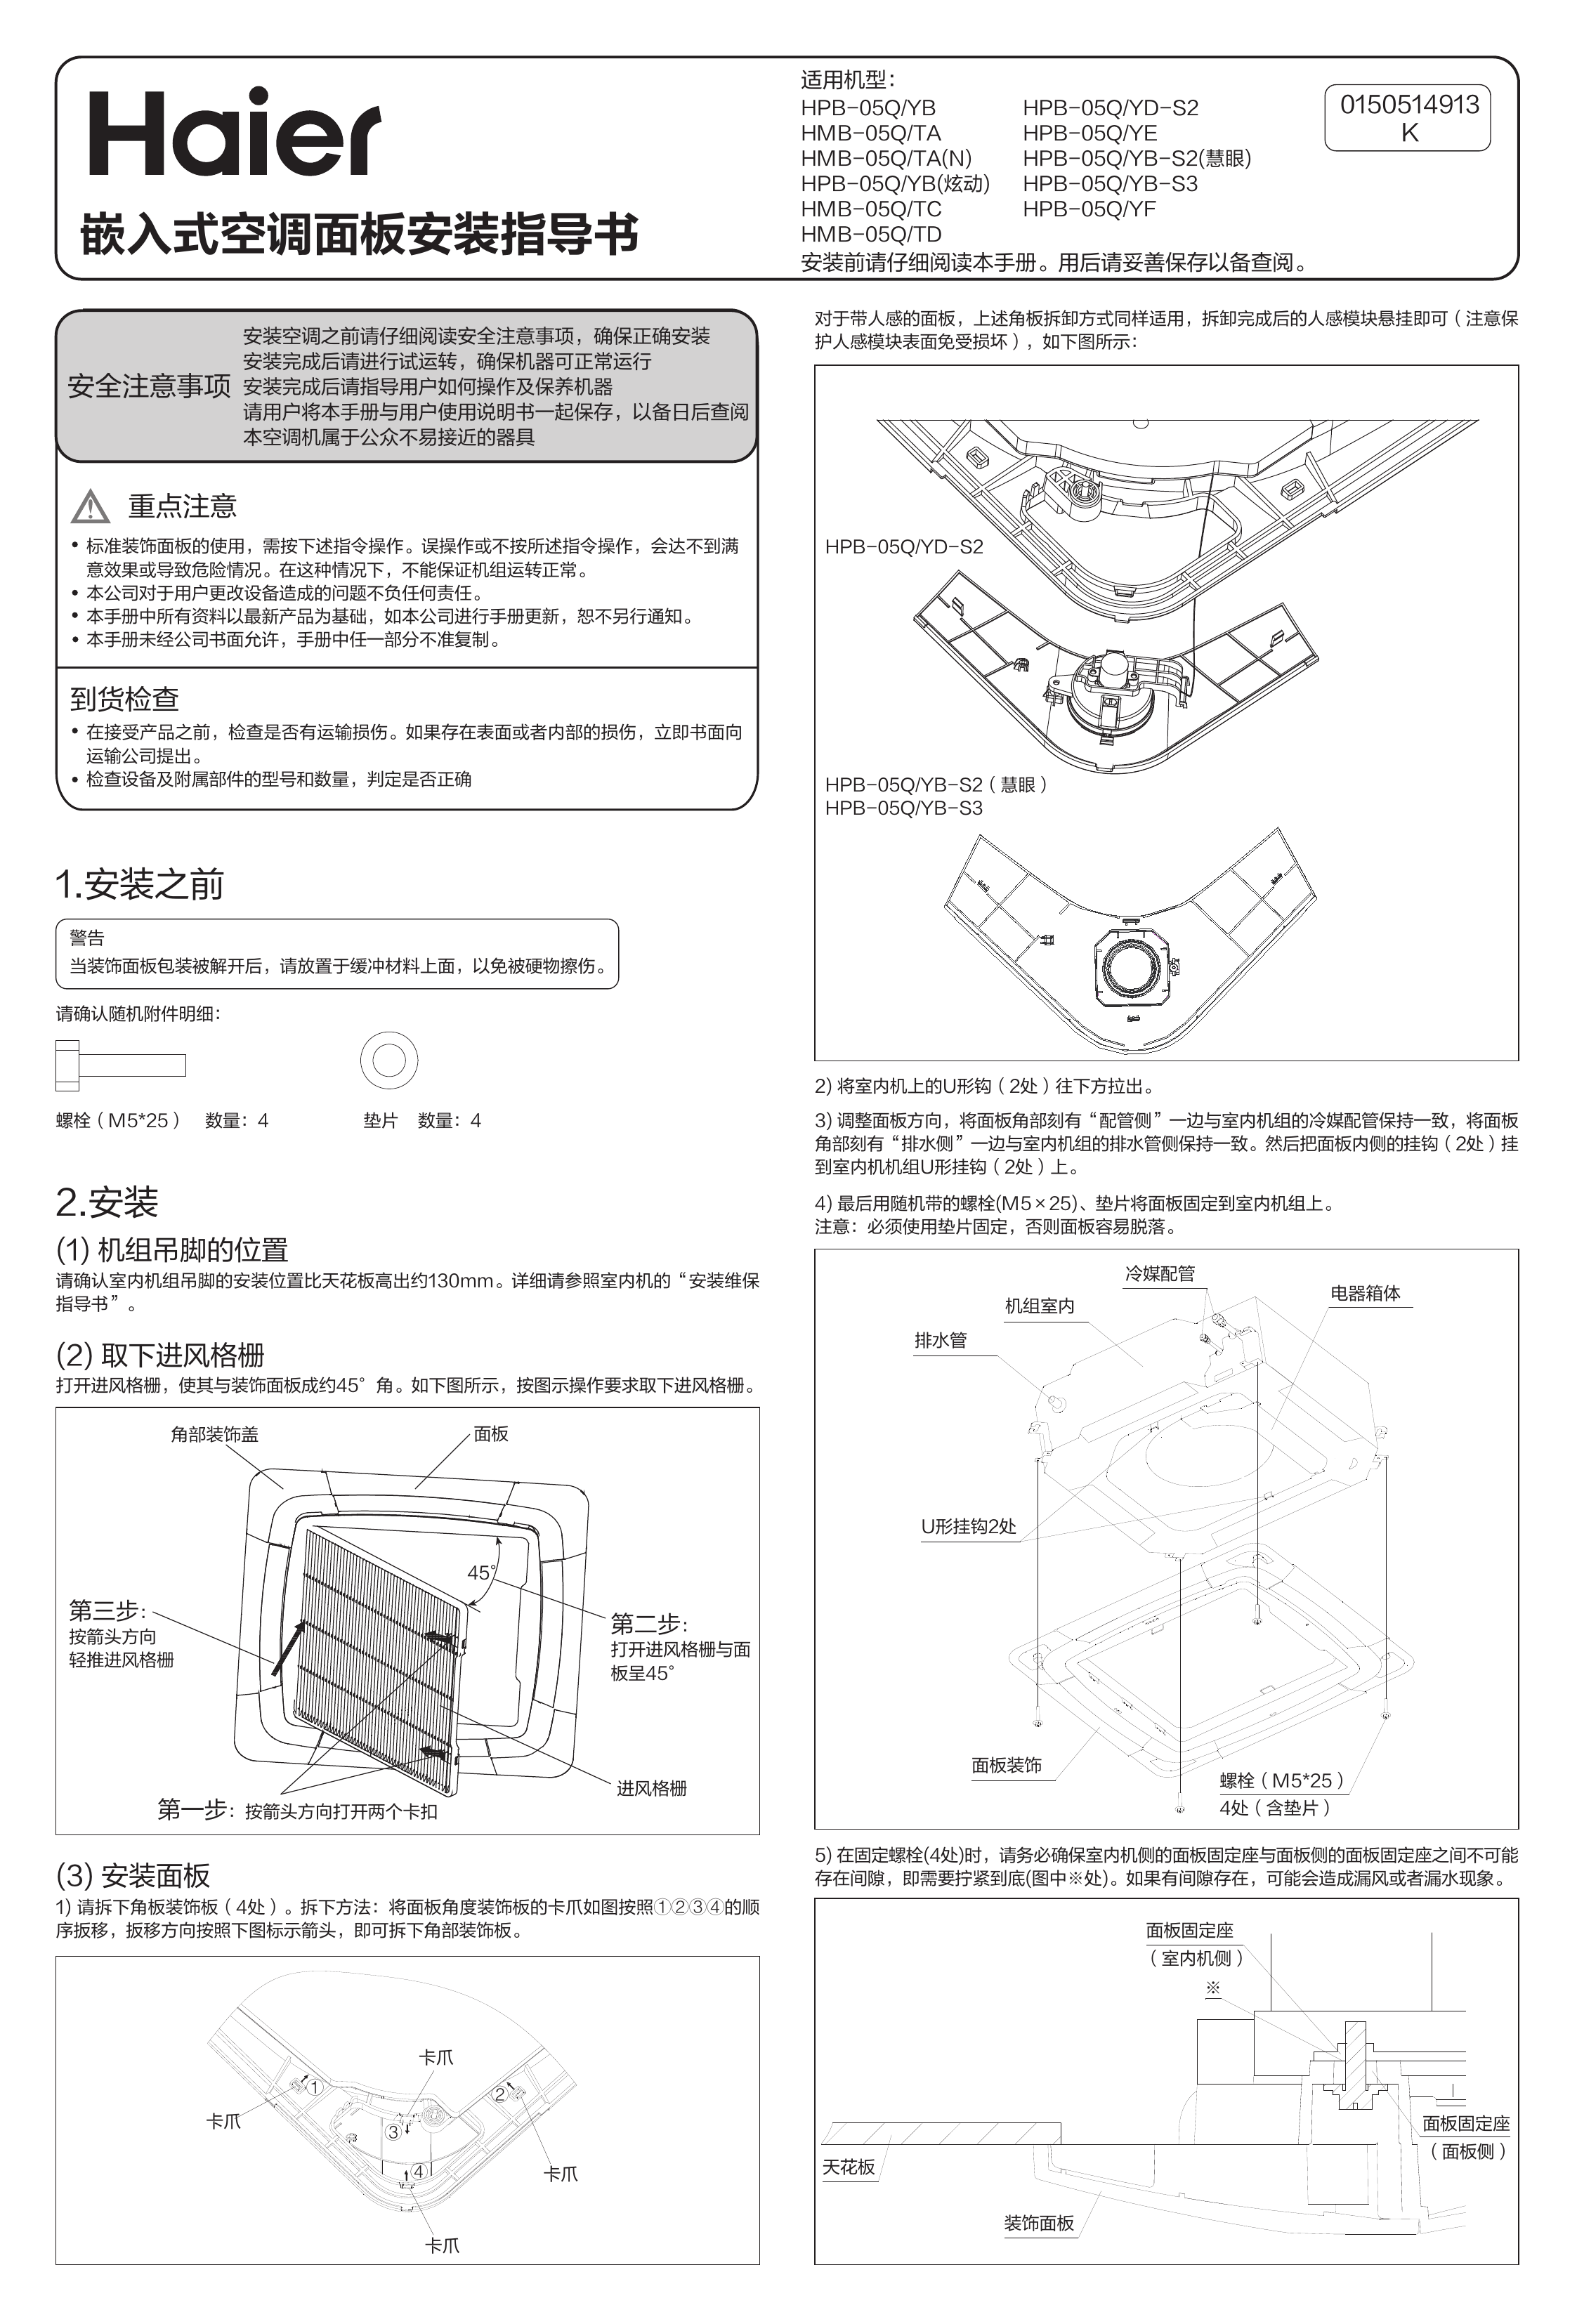 Haier
嵌入式空调面板安装指导书
适用机型：
HPB-05Q/YB
HMB-05Q/TA
HMB-05Q/TA(N)
HPB-05Q/YB(炫动)
HMB-05Q/TC
HMB-05Q/TD
HPB-05Q/YD-S2
HPB-05Q/YE
HPB-05Q/YB-S2(慧眼)
HPB-05Q/YB-S3
HPB-05Q/YF
安装前请仔细阅读本手册。用后请妥善保存以备查阅。
0150514913
K
安全注意事项
安装空调之前请仔细阅读安全注意事项，确保正确安装
安装完成后请进行试运转，确保机器可正常运行
安装完成后请指导用户如何操作及保养机器
请用户将本手册与用户使用说明书一起保存，以备日后查阅
本空调机属于公众不易接近的器具
重点注意
• 标准装饰面板的使用，需按下述指令操作。误操作或不按所述指令操作，会达不到满
意效果或导致危险情况。在这种情况下，不能保证机组运转正常。
• 本公司对于用户更改设备造成的问题不负任何责任。
• 本手册中所有资料以最新产品为基础，如本公司进行手册更新，恕不另行通知。
• 本手册未经公司书面允许，手册中任一部分不准复制。
到货检查
• 在接受产品之前，检查是否有运输损伤。如果存在表面或者内部的损伤，立即书面向
运输公司提出。
• 检查设备及附属部件的型号和数量，判定是否正确
1.安装之前
警告
当装饰面板包装被解开后，请放置于缓冲材料上面，以免被硬物擦伤。
请确认随机附件明细：
螺栓（M5*25） 数量：4
垫片 数量：4
2.安装
(1) 机组吊脚的位置
请确认室内机组吊脚的安装位置比天花板高出约130mm。详细请参照室内机的“安装维保
指导书”。
(2) 取下进风格栅
打开进风格栅，使其与装饰面板成约45°角。如下图所示，按图示操作要求取下进风格栅。
角部装饰盖
面板
45°
第三步：
按箭头方向
轻推进风格栅
第二步：
打开进风格栅与面
板呈45°
进风格栅
第一步：按箭头方向打开两个卡扣
(3) 安装面板
1) 请拆下角板装饰板（4处）。拆下方法：将面板角度装饰板的卡爪如图按照①②③④的顺
序扳移，扳移方向按照下图标示箭头，即可拆下角部装饰板。
卡爪
①
②
卡爪
③
④
卡爪
卡爪
对于带人感的面板，上述角板拆卸方式同样适用，拆卸完成后的人感模块悬挂即可（注意保
护人感模块表面免受损坏），如下图所示：
HPB-05Q/YD-S2
HPB-05Q/YB-S2（慧眼）
HPB-05Q/YB-S3
2) 将室内机上的U形钩（2处）往下方拉出。
3) 调整面板方向，将面板角部刻有“配管侧”一边与室内机组的冷媒配管保持一致，将面板
角部刻有“排水侧”一边与室内机组的排水管侧保持一致。然后把面板内侧的挂钩（2处）挂
到室内机机组U形挂钩（2处）上。
4) 最后用随机带的螺栓(M5×25)、垫片将面板固定到室内机组上。
注意：必须使用垫片固定，否则面板容易脱落。
冷媒配管
电器箱体
机组室内
排水管
U形挂钩2处
面板装饰
螺栓（M5*25）
4处（含垫片）
5) 在固定螺栓(4处)时，请务必确保室内机侧的面板固定座与面板侧的面板固定座之间不可能
存在间隙，即需要拧紧到底(图中※处)。如果有间隙存在，可能会造成漏风或者漏水现象。
面板固定座
（室内机侧）
※
面板固定座
（面板侧）
天花板
装饰面板